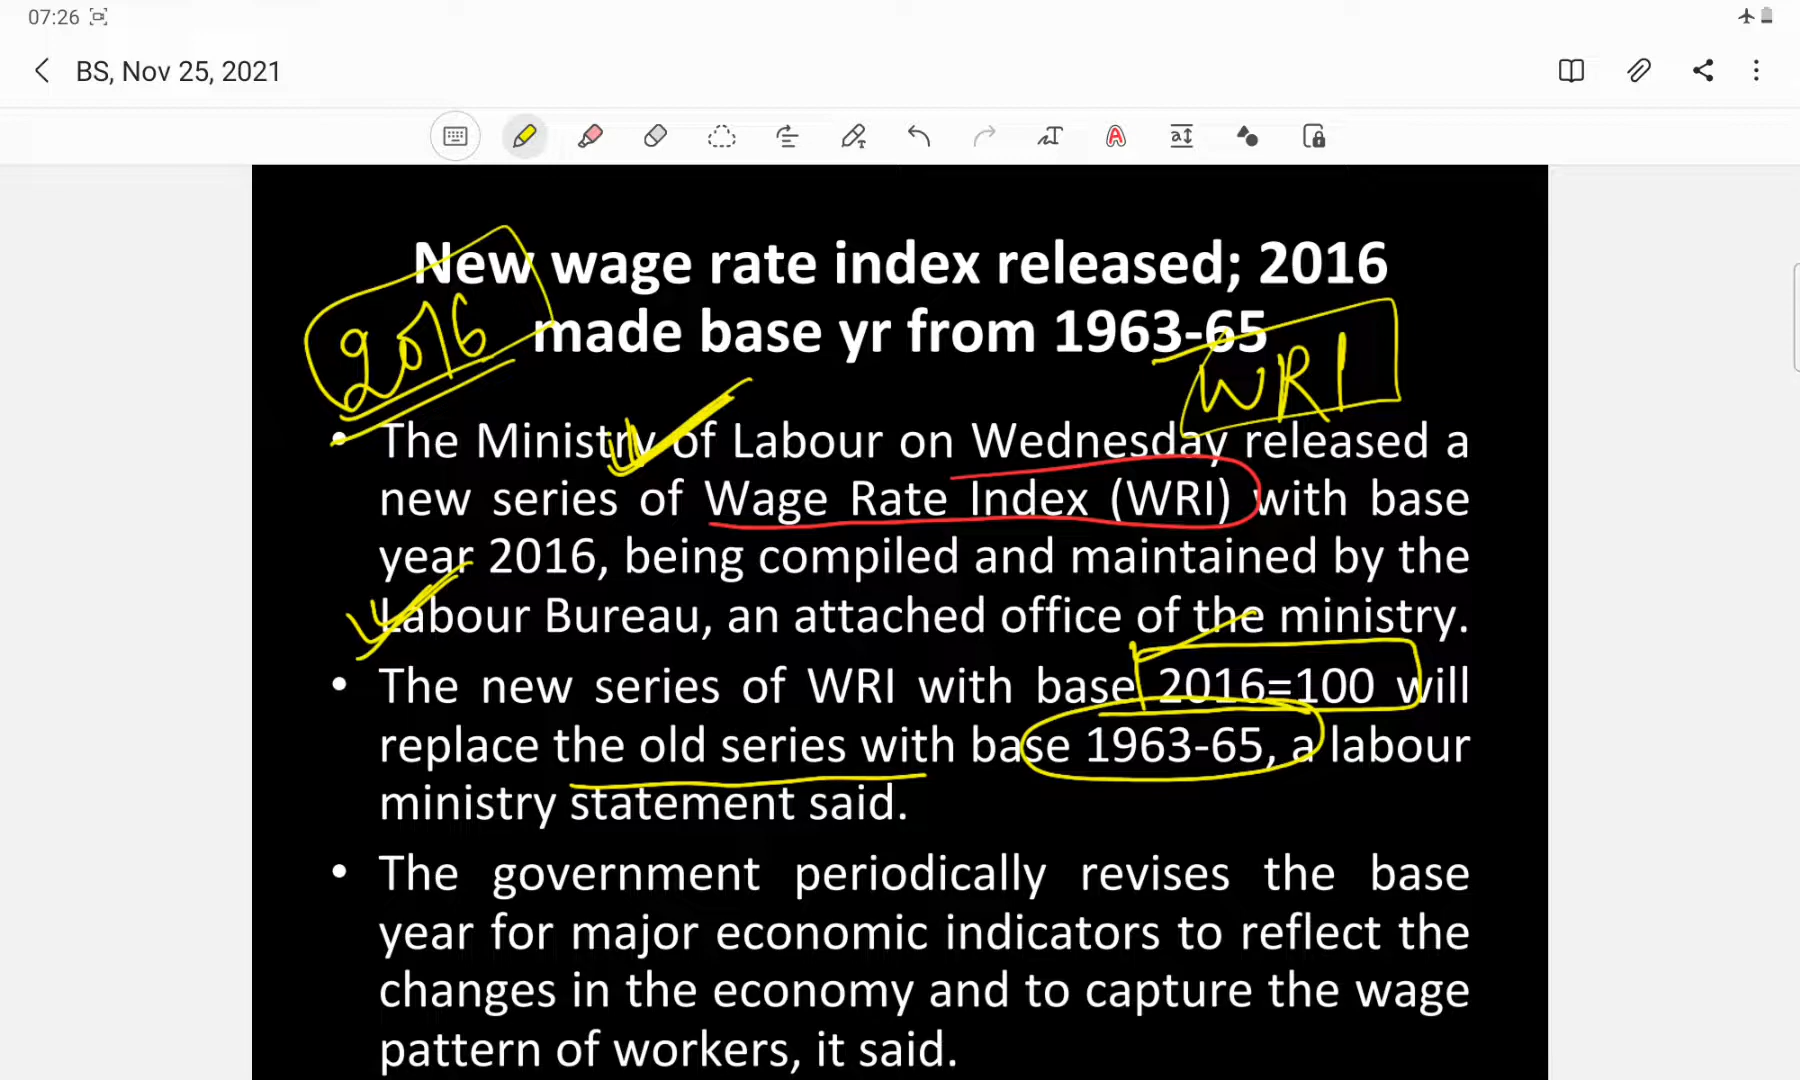 07:26
BS, Nov 25, 2021
New wage rate index released; 2016
made base yr from 1963-65
2016
WRI
• The Ministry of Labour on Wednesday released a
new series of Wage Rate Index (WRI) with base
year 2016, being compiled and maintained by the
Labour Bureau, an attached office of the ministry.
• The new series of WRI with base 2016=100 will
replace the old series with base 1963-65, a labour
ministry statement said.
• The government periodically revises the base
year for major economic indicators to reflect the
changes in the economy and to capture the wage
pattern of workers, it said.